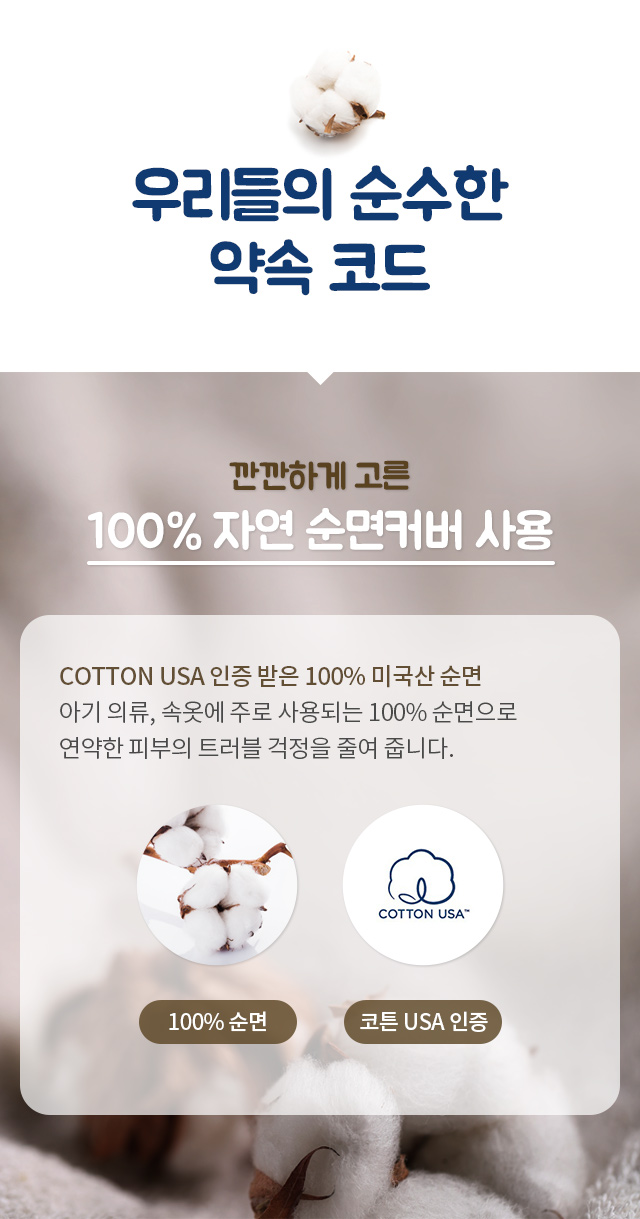 우리들의 순수한
약속 코드
깐깐하게 고른
100% 자연 순면커버 사용
COTTON USA 인증 받은 100% 미국산 순면
아기 의류, 속옷에 주로 사용되는 100% 순면으로
연약한 피부의 트러블 걱정을 줄여 줍니다.
COTTON USA™
100% 순면
코튼 USA 인증